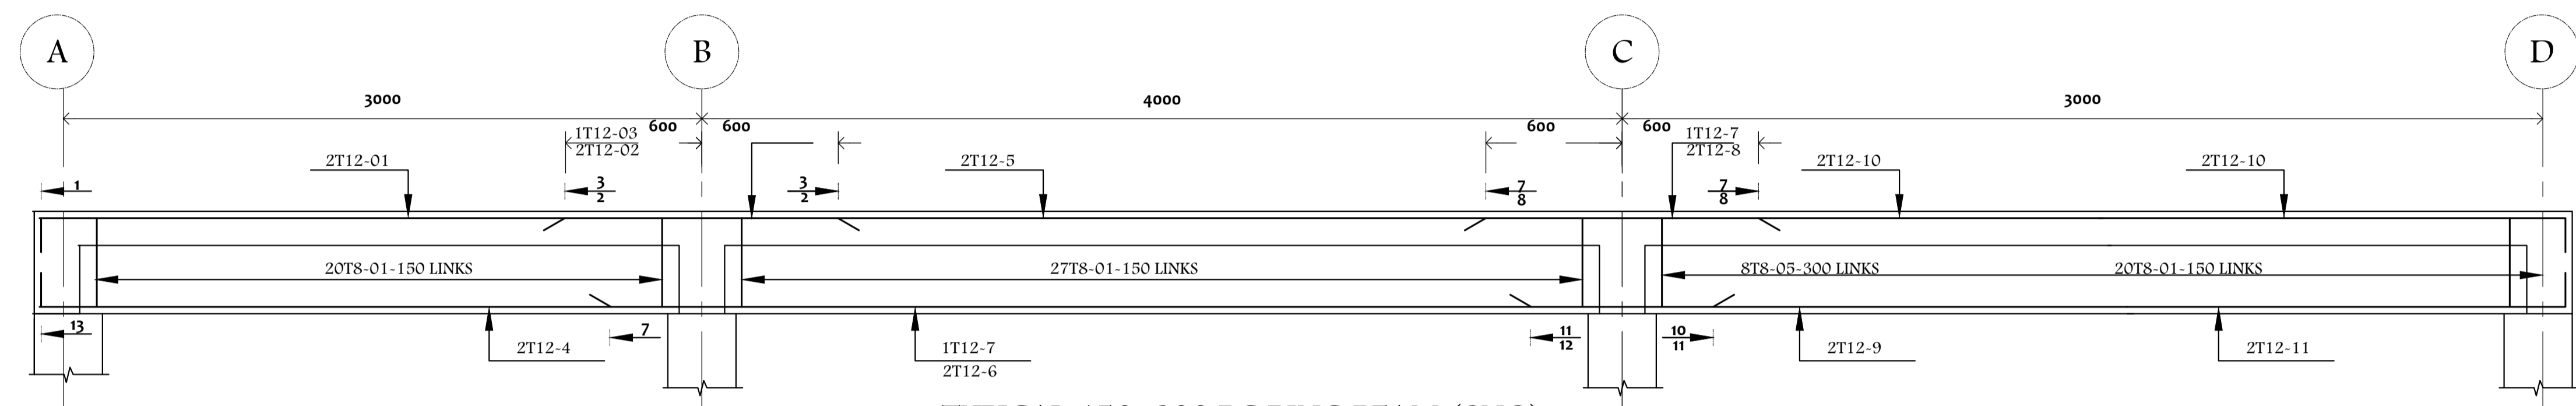 A B C D
3000 4000 3000
600 600 600 600
1T12-03 1T12-7
2T12-02 2T12-8
2T12-01 2T12-5 2T12-10 2T12-10
1 3 3 7 7
2 2 8 8
20T8-01-150 LINKS 27T8-01-150 LINKS 8T8-05-300 LINKS 20T8-01-150 LINKS
13 7 11 10
12 11
2T12-4 1T12-7 2T12-9 2T12-11
2T12-6